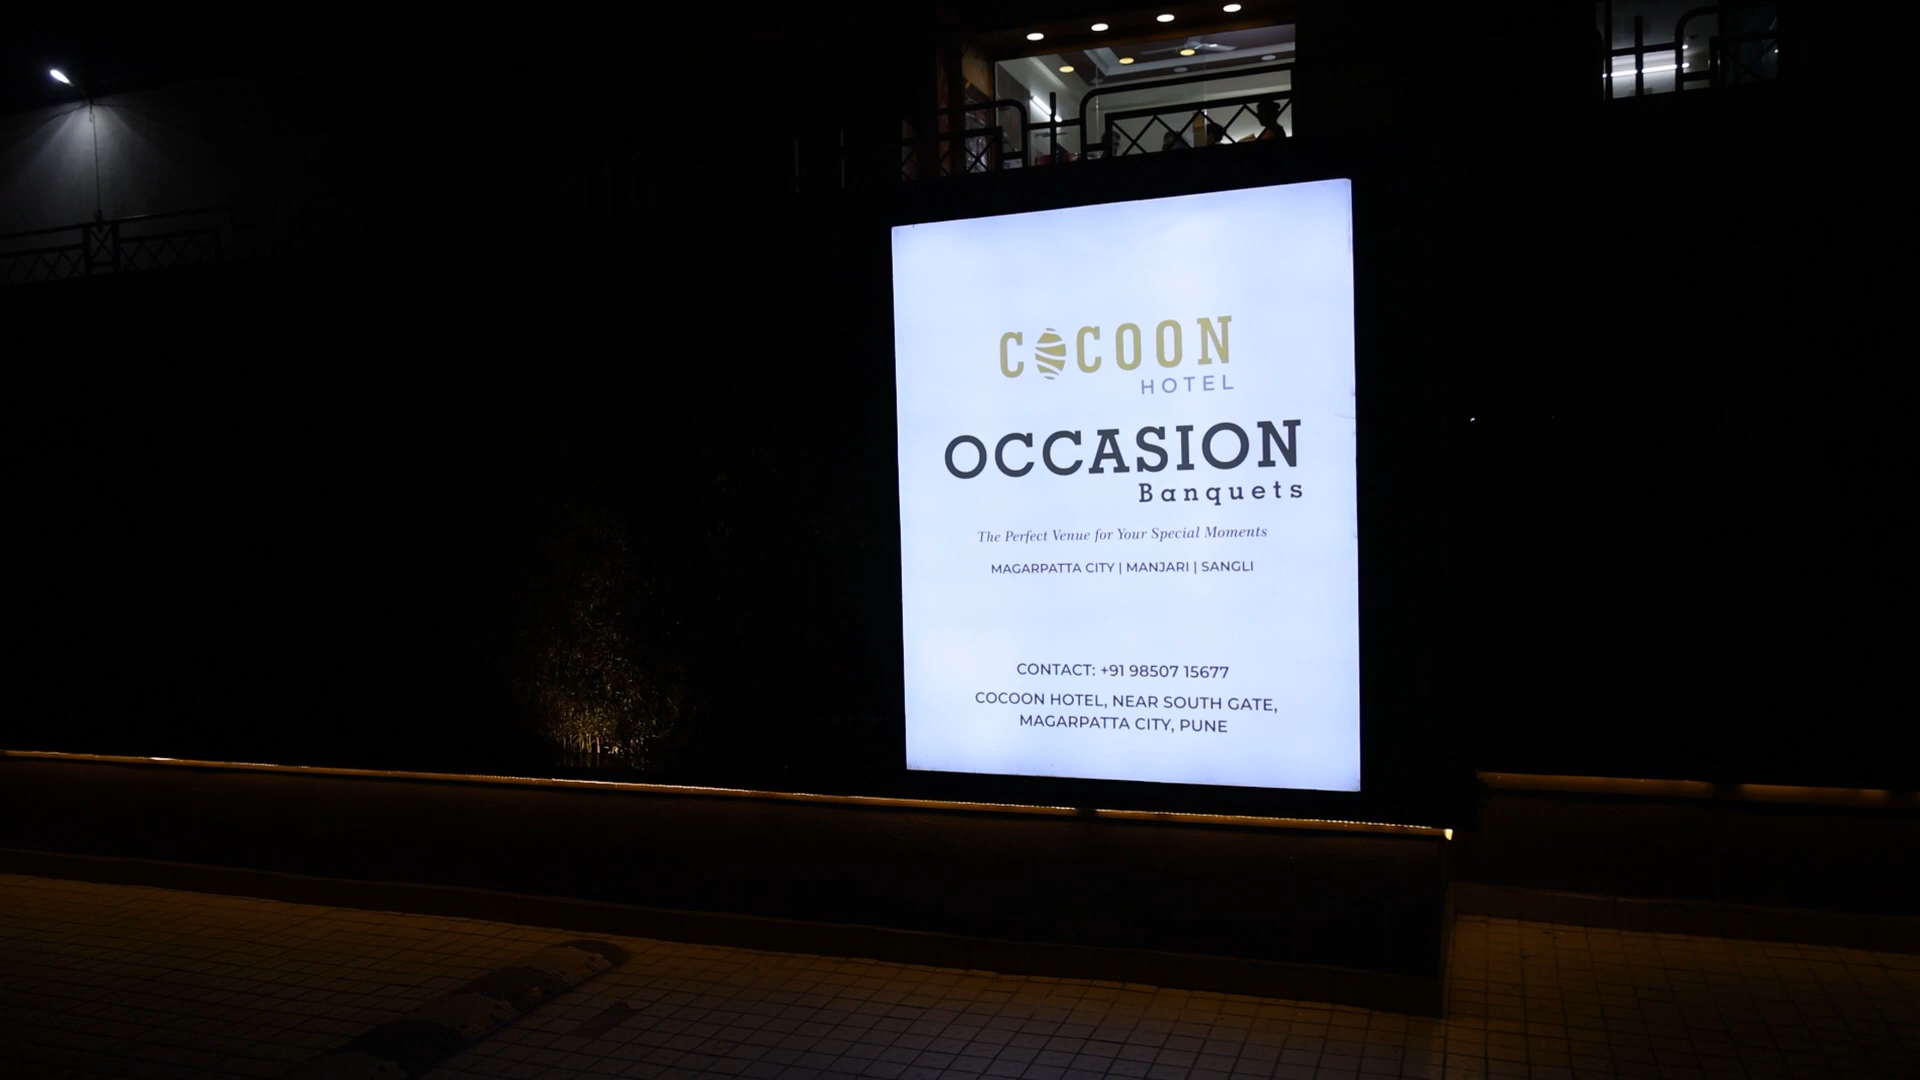 COCOON
HOTEL
OCCASION
Banquets
The Perfect Venue for Your Special Moments
MAGARPATTA CITY | MANJARI | SANGLI
CONTACT: +91 98507 15677
COCOON HOTEL, NEAR SOUTH GATE,
MAGARPATTA CITY, PUNE